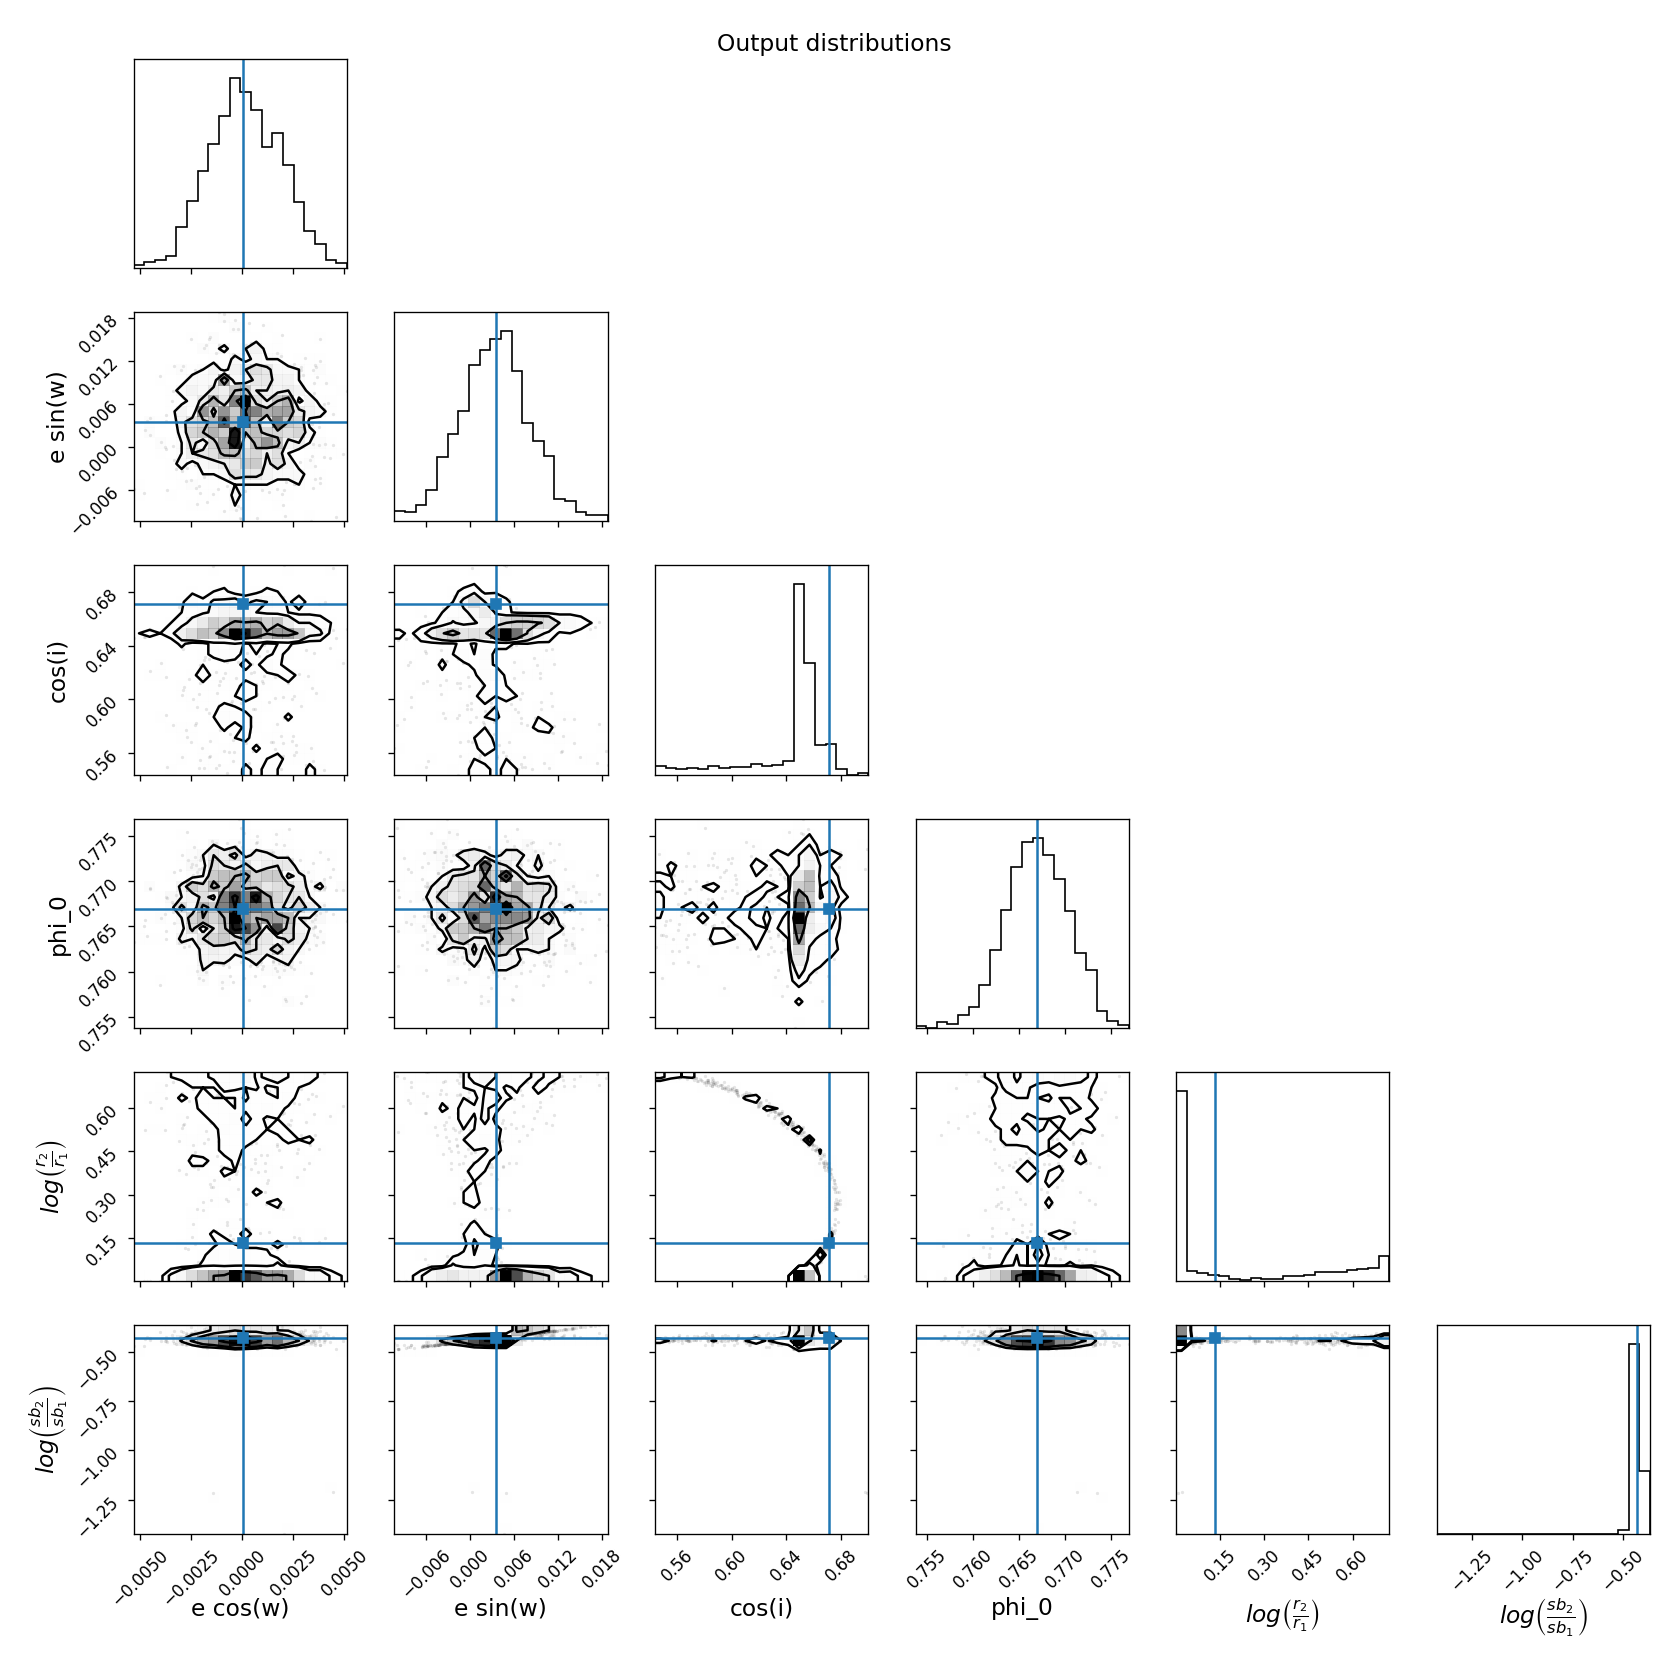 Output distributions
e sin(w)
0.018
0.012
0.006
0.000
−0.006
cos(i)
0.68
0.64
0.60
0.56
phi_0
0.775
0.770
0.765
0.760
0.755
log(r2/r1)
0.60
0.45
0.30
0.15
log(sb2/sb1)
−0.50
−0.75
−1.00
−1.25
−0.0050 −0.0025 0.0000 0.0025 0.0050
−0.006 0.000 0.006 0.012 0.018
0.56 0.60 0.64 0.68
0.755 0.760 0.765 0.770 0.775
0.15 0.30 0.45 0.60
−1.25 −1.00 −0.75 −0.50
e cos(w) e sin(w) cos(i) phi_0 log(r2/r1) log(sb2/sb1)